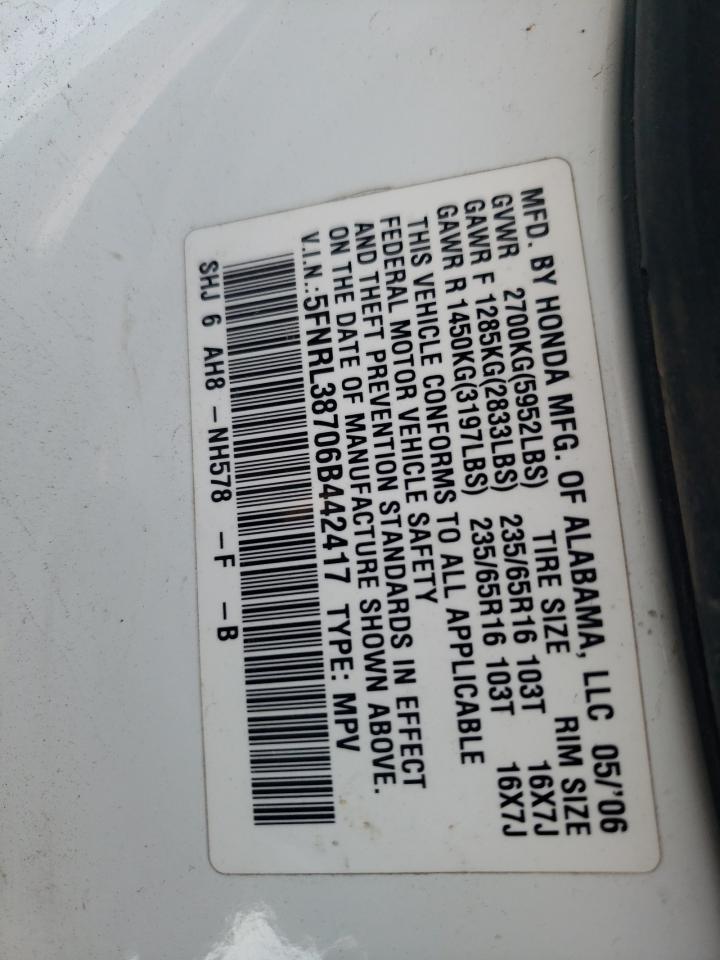 MFD. BY HONDA MFG. OF ALABAMA, LLC 05/'06
GVWR 2700KG(5952LBS) TIRE SIZE RIM SIZE
GAWR F 1285KG(2833LBS) 235/65R16 103T 16X7J
GAWR R 1450KG(3197LBS) 235/65R16 103T 16X7J
THIS VEHICLE CONFORMS TO ALL APPLICABLE
FEDERAL MOTOR VEHICLE SAFETY
AND THEFT PREVENTION STANDARDS IN EFFECT
ON THE DATE OF MANUFACTURE SHOWN ABOVE.
V.I.N.:5FNRL38706B442417 TYPE: MPV
SHJ 6 AH8 -NH578 -F -B